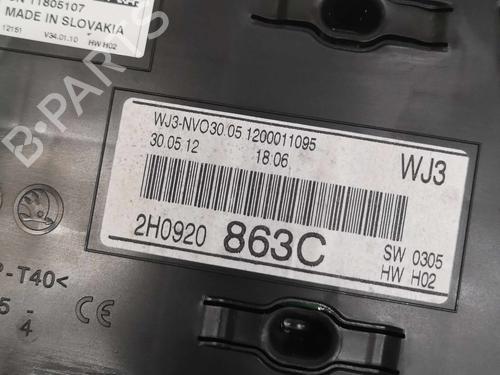 11805107
MADE IN SLOVAKIA
12151 V34.01.10 HW H02
B-PARTS
WJ3-NVO30.05 1200011095
30.05.12 18:06 WJ3
2H0920 863C
SW 0305
HW H02
-T40<
CE
4